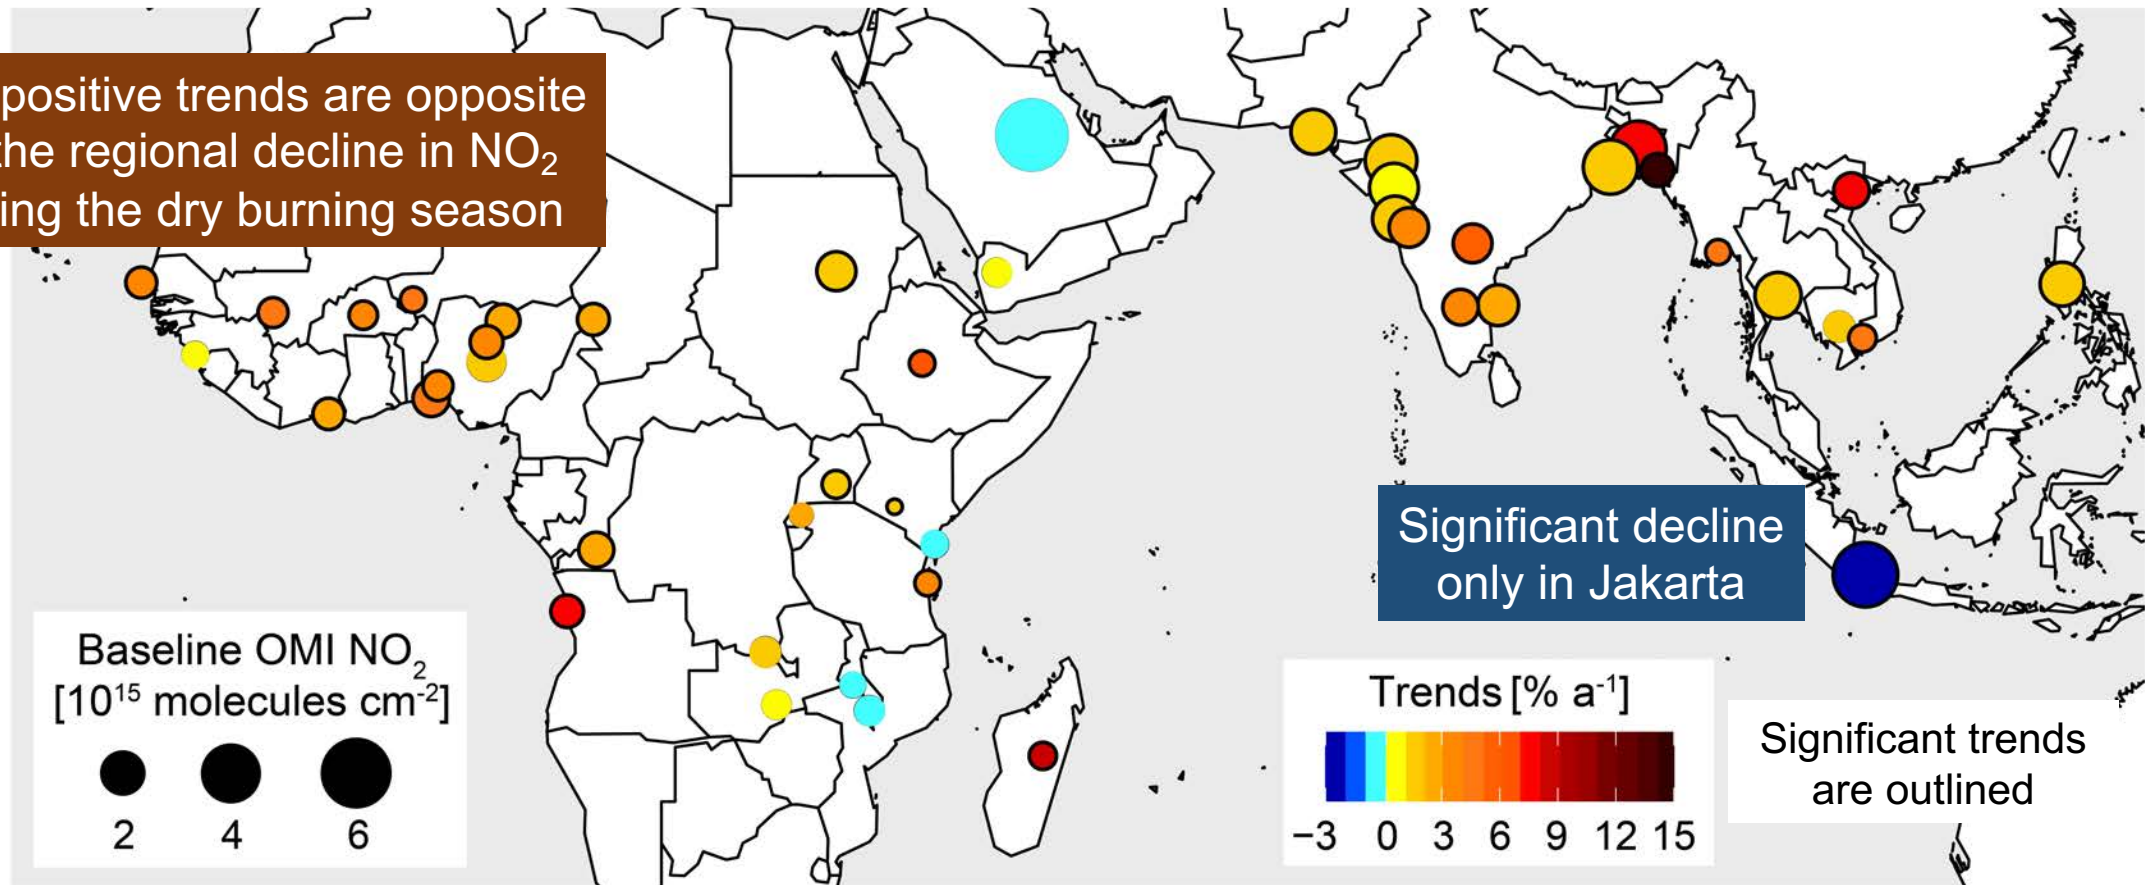 positive trends are opposite
the regional decline in NO₂
ing the dry burning season
Significant decline
only in Jakarta
Baseline OMI NO₂
[10¹⁵ molecules cm⁻²]
2 4 6
Trends [% a⁻¹]
−3 0 3 6 9 12 15
Significant trends
are outlined